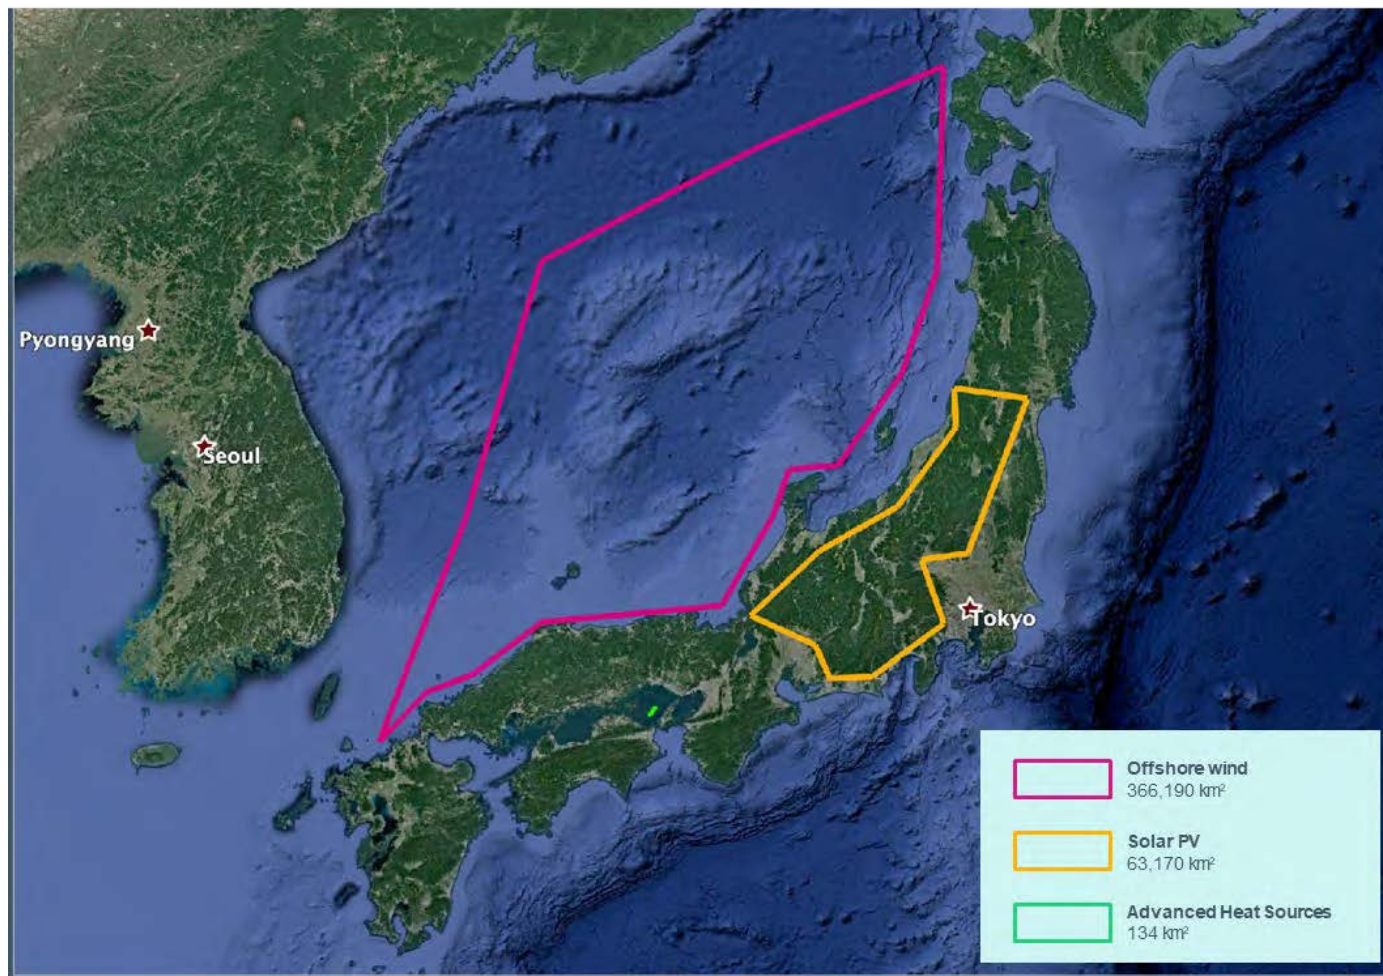 Pyongyang
Seoul
Tokyo
Offshore wind
366,190 km²
Solar PV
63,170 km²
Advanced Heat Sources
134 km²